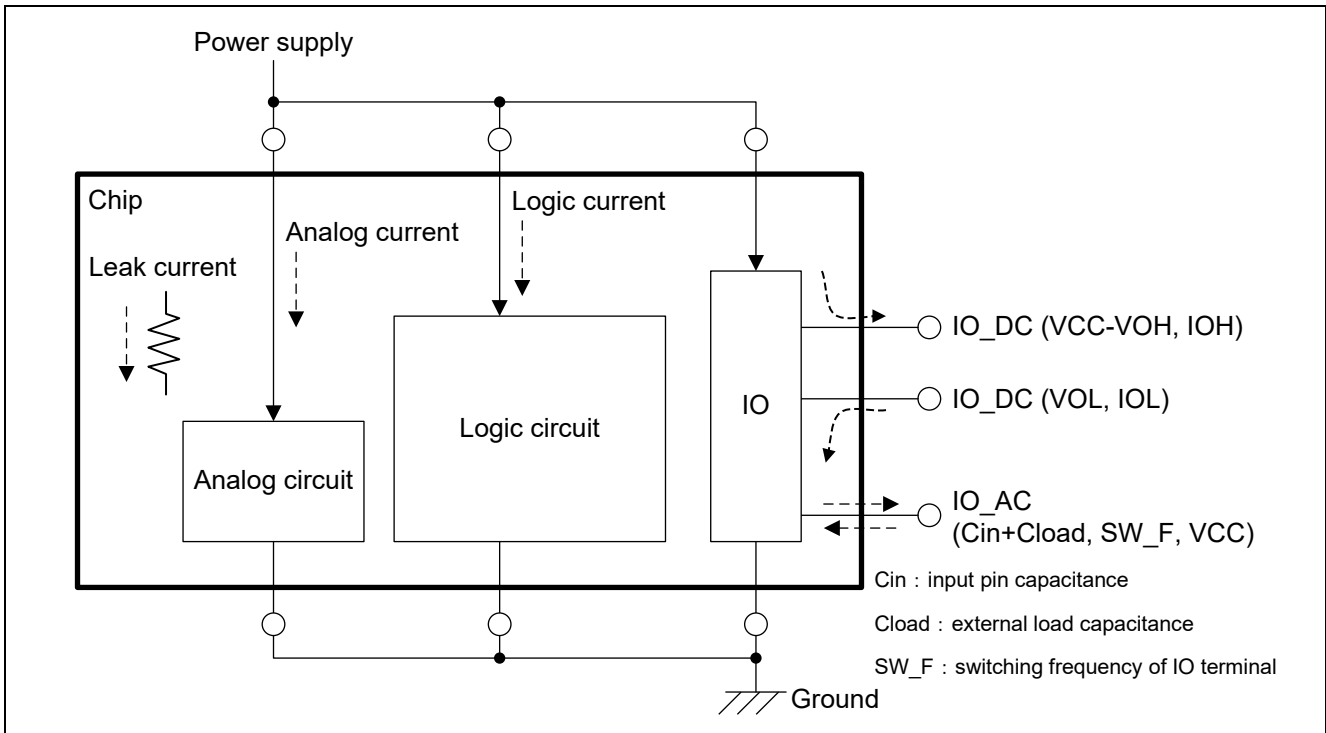 Power supply
Chip
Logic current
Analog current
Leak current
IO_DC (VCC-VOH, IOH)
IO
IO_DC (VOL, IOL)
Logic circuit
Analog circuit
IO_AC
(Cin+Cload, SW_F, VCC)
Cin：input pin capacitance
Cload：external load capacitance
SW_F：switching frequency of IO terminal
Ground